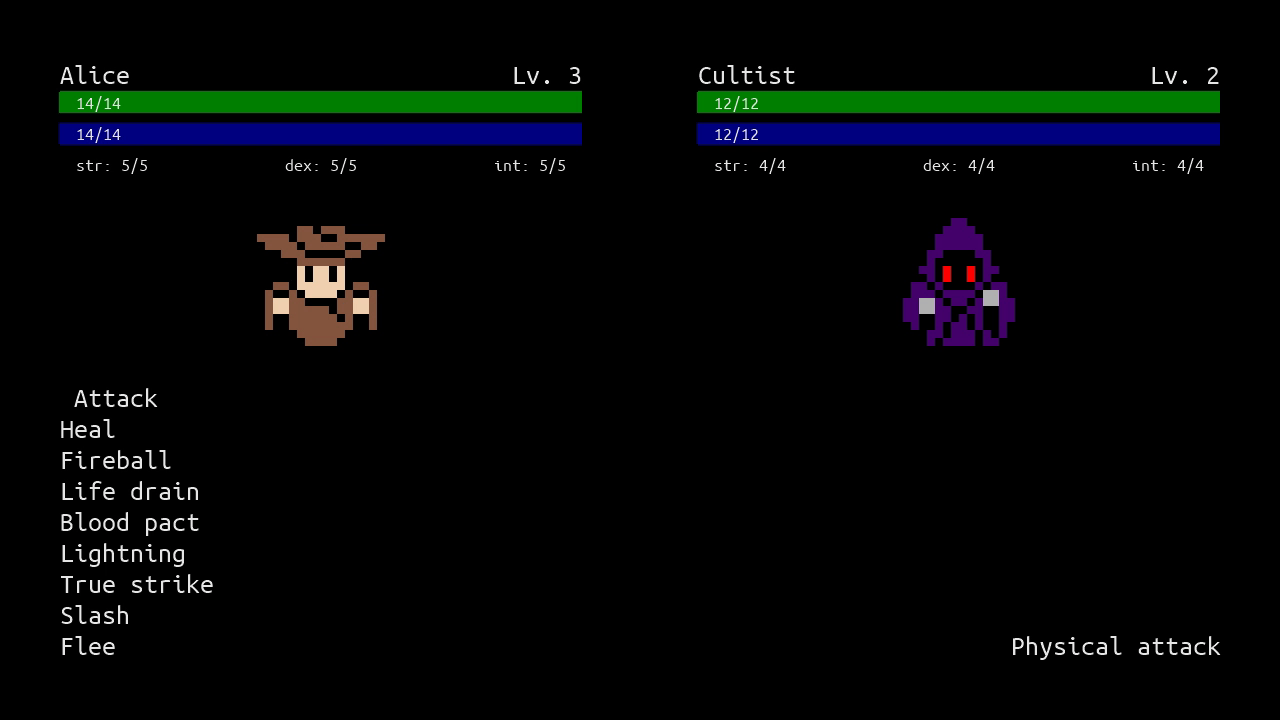 Alice Lv. 3
14/14
14/14
str: 5/5 dex: 5/5 int: 5/5
Cultist Lv. 2
12/12
12/12
str: 4/4 dex: 4/4 int: 4/4
Attack
Heal
Fireball
Life drain
Blood pact
Lightning
True strike
Slash
Flee
Physical attack